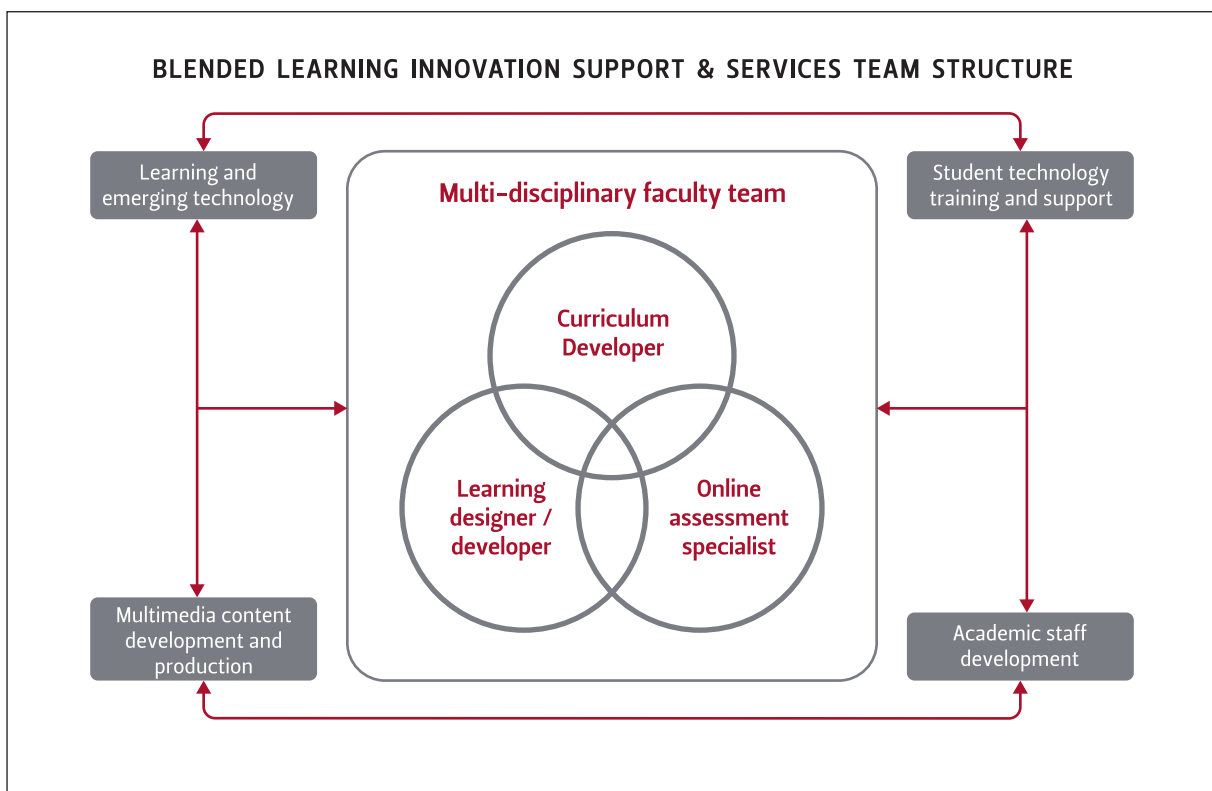 BLENDED LEARNING INNOVATION SUPPORT & SERVICES TEAM STRUCTURE
Learning and
emerging technology
Student technology
training and support
Multi-disciplinary faculty team
Curriculum
Developer
Learning
designer /
developer
Online
assessment
specialist
Multimedia content
development and
production
Academic staff
development